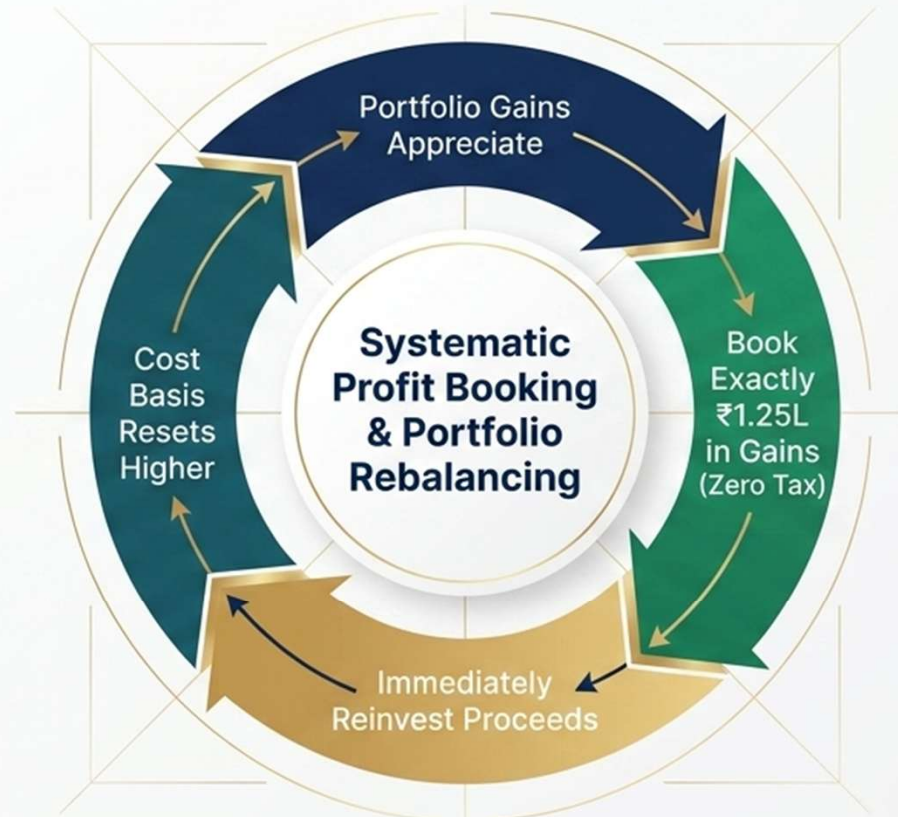 Portfolio Gains
Appreciate
Book
Exactly
₹1.25L
in Gains
(Zero Tax)
Immediately
Reinvest Proceeds
Cost
Basis
Resets
Higher
Systematic
Profit Booking
& Portfolio
Rebalancing